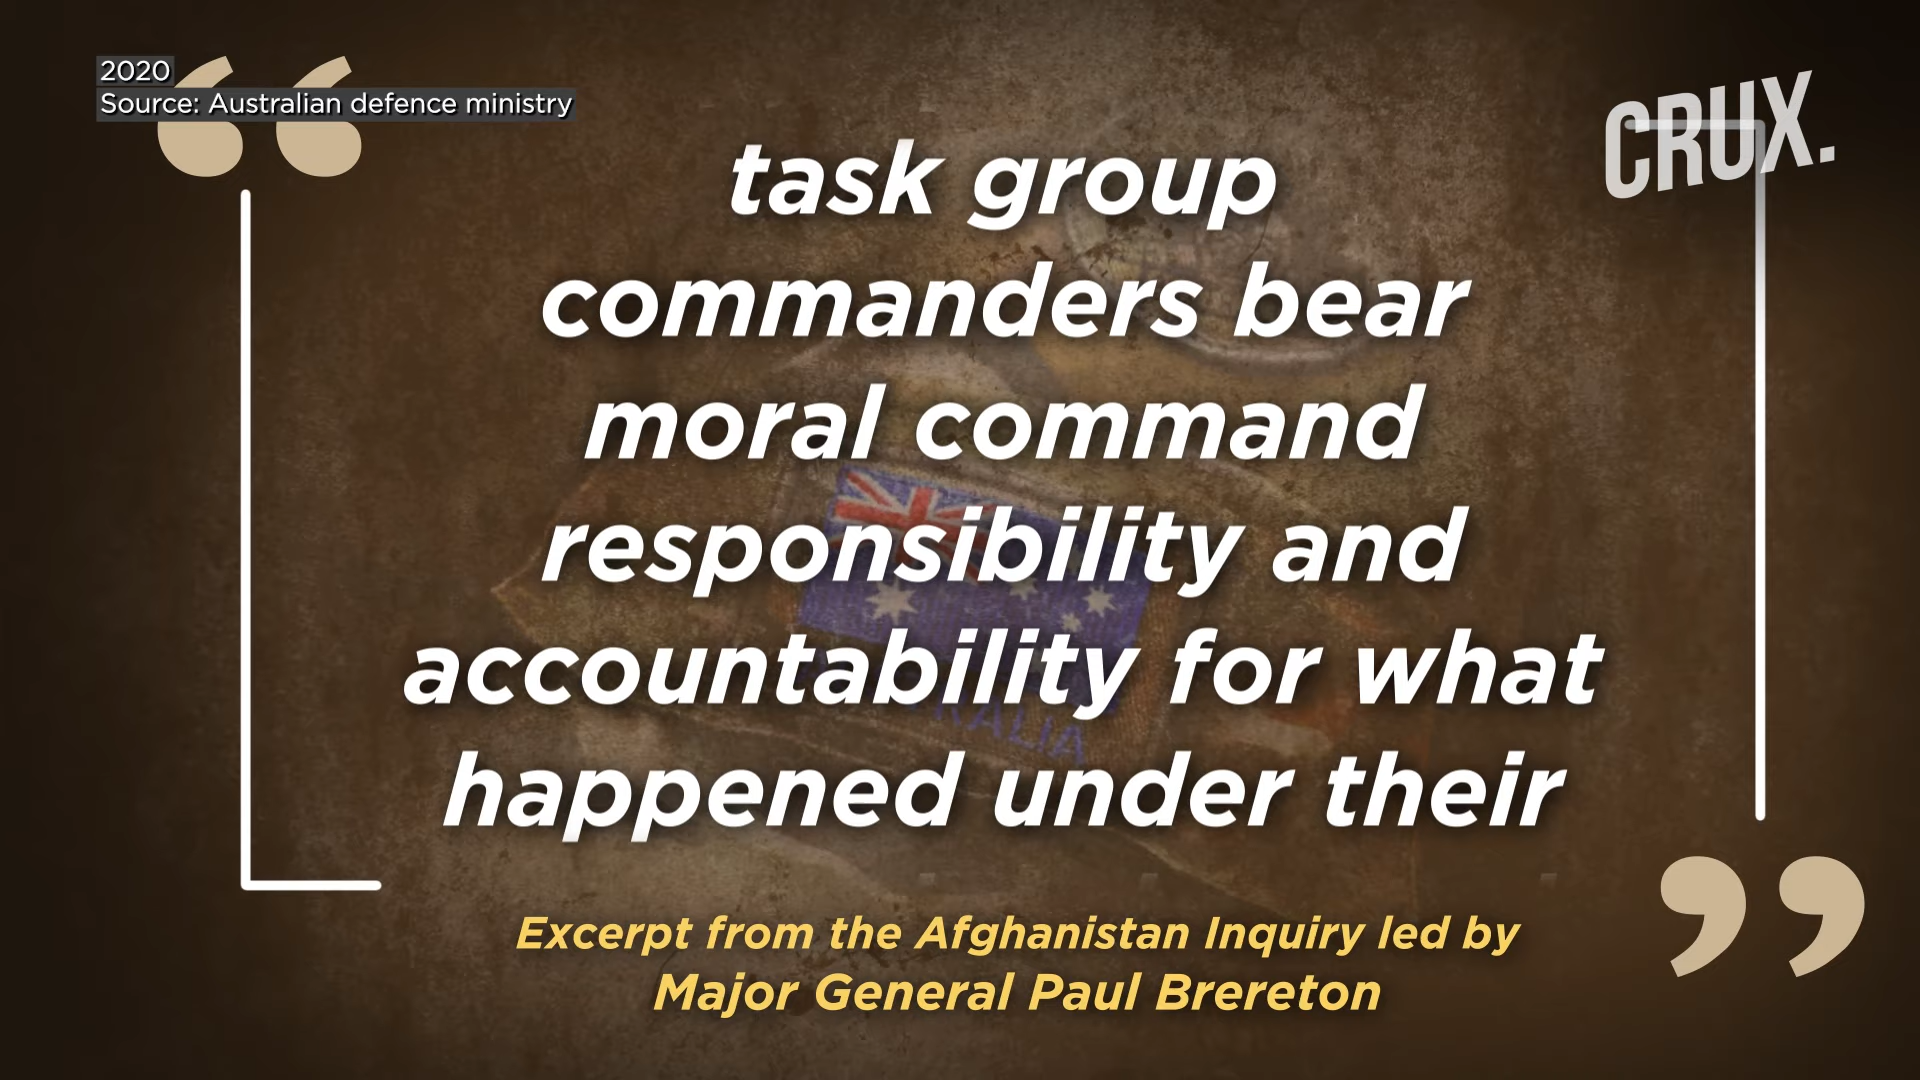 2020
Source: Australian defence ministry
CRUX.
task group
commanders bear
moral command
responsibility and
accountability for what
happened under their
Excerpt from the Afghanistan Inquiry led by
Major General Paul Brereton